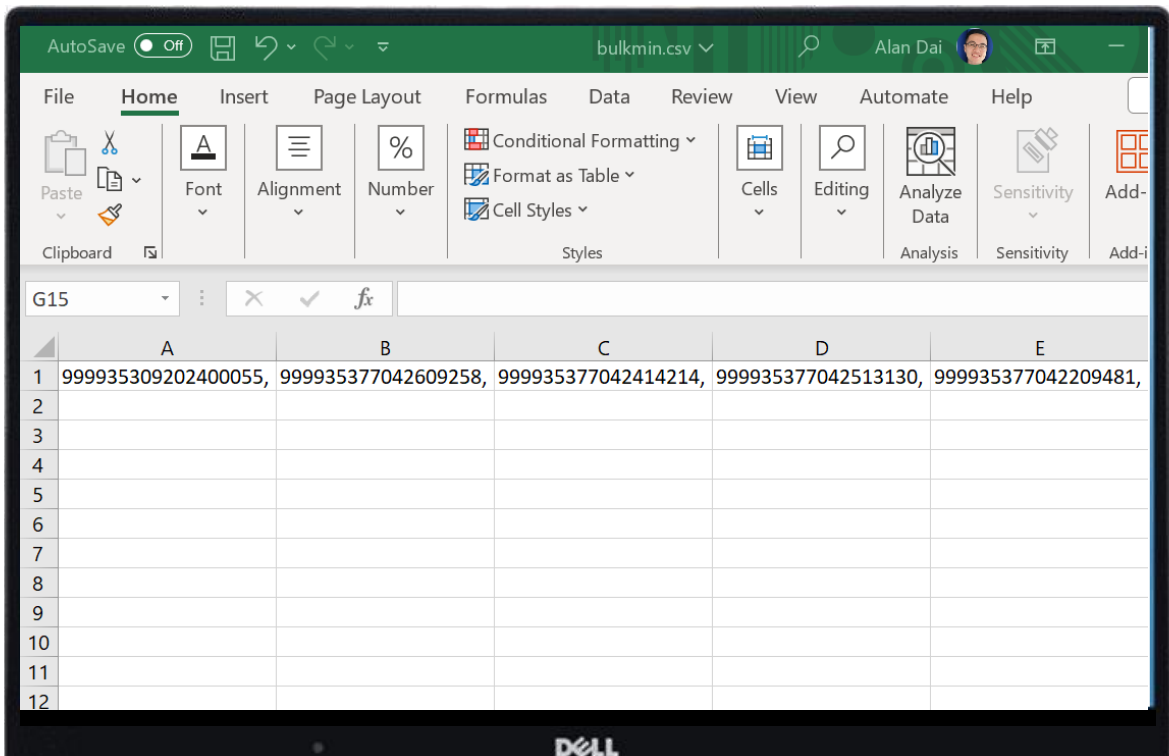 AutoSave Off bulkmin.csv Alan Dai
File Home Insert Page Layout Formulas Data Review View Automate Help
Paste Font Alignment Number Conditional Formatting Format as Table Cell Styles Cells Editing Analyze Data Sensitivity Add-
Clipboard Styles Analysis Sensitivity Add-i
G15 fx
A B C D E
1 999935309202400055, 999935377042609258, 999935377042414214, 999935377042513130, 999935377042209481,
2
3
4
5
6
7
8
9
10
11
12
DELL